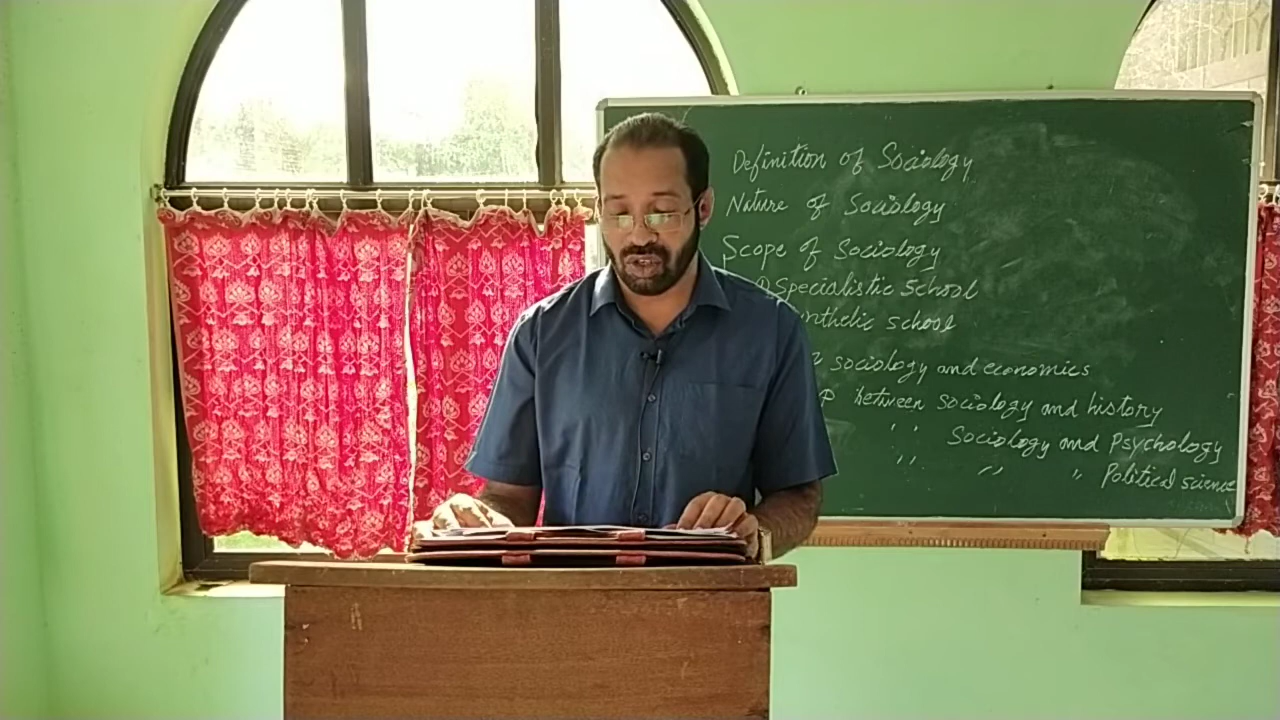 Definition of Sociology
Nature of Sociology
Scope of Sociology
Specialistic School
school
sociology and economics
between sociology and history
,, Sociology and Psychology
,, ,, ,, Political science